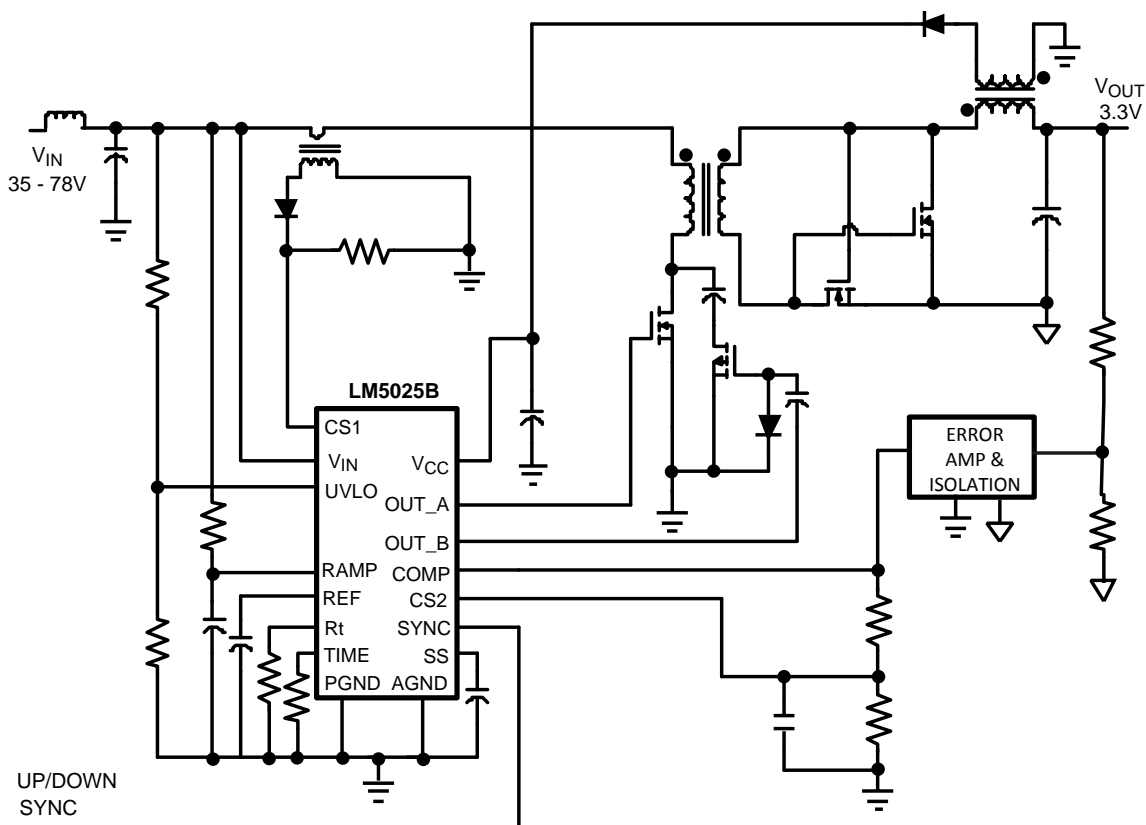 VOUT
3.3V
VIN
35 - 78V
LM5025B
CS1
VIN
UVLO
RAMP
REF
Rt
TIME
PGND
AGND
VCC
OUT_A
OUT_B
COMP
CS2
SYNC
SS
ERROR
AMP &
ISOLATION
UP/DOWN
SYNC